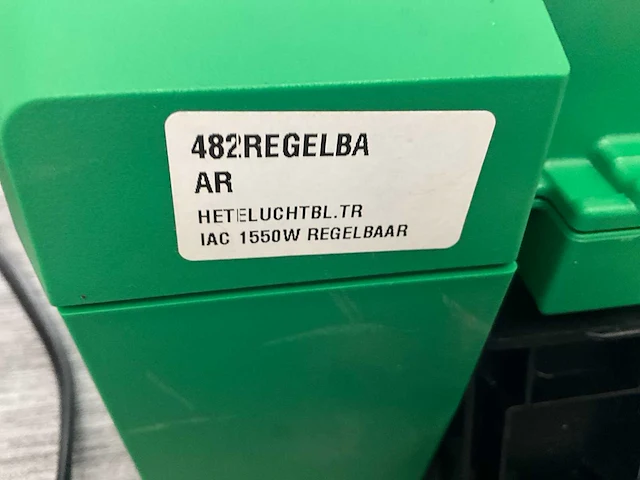 482REGELBA
AR
HETELUCHTBL.TR
IAC 1550W REGELBAAR